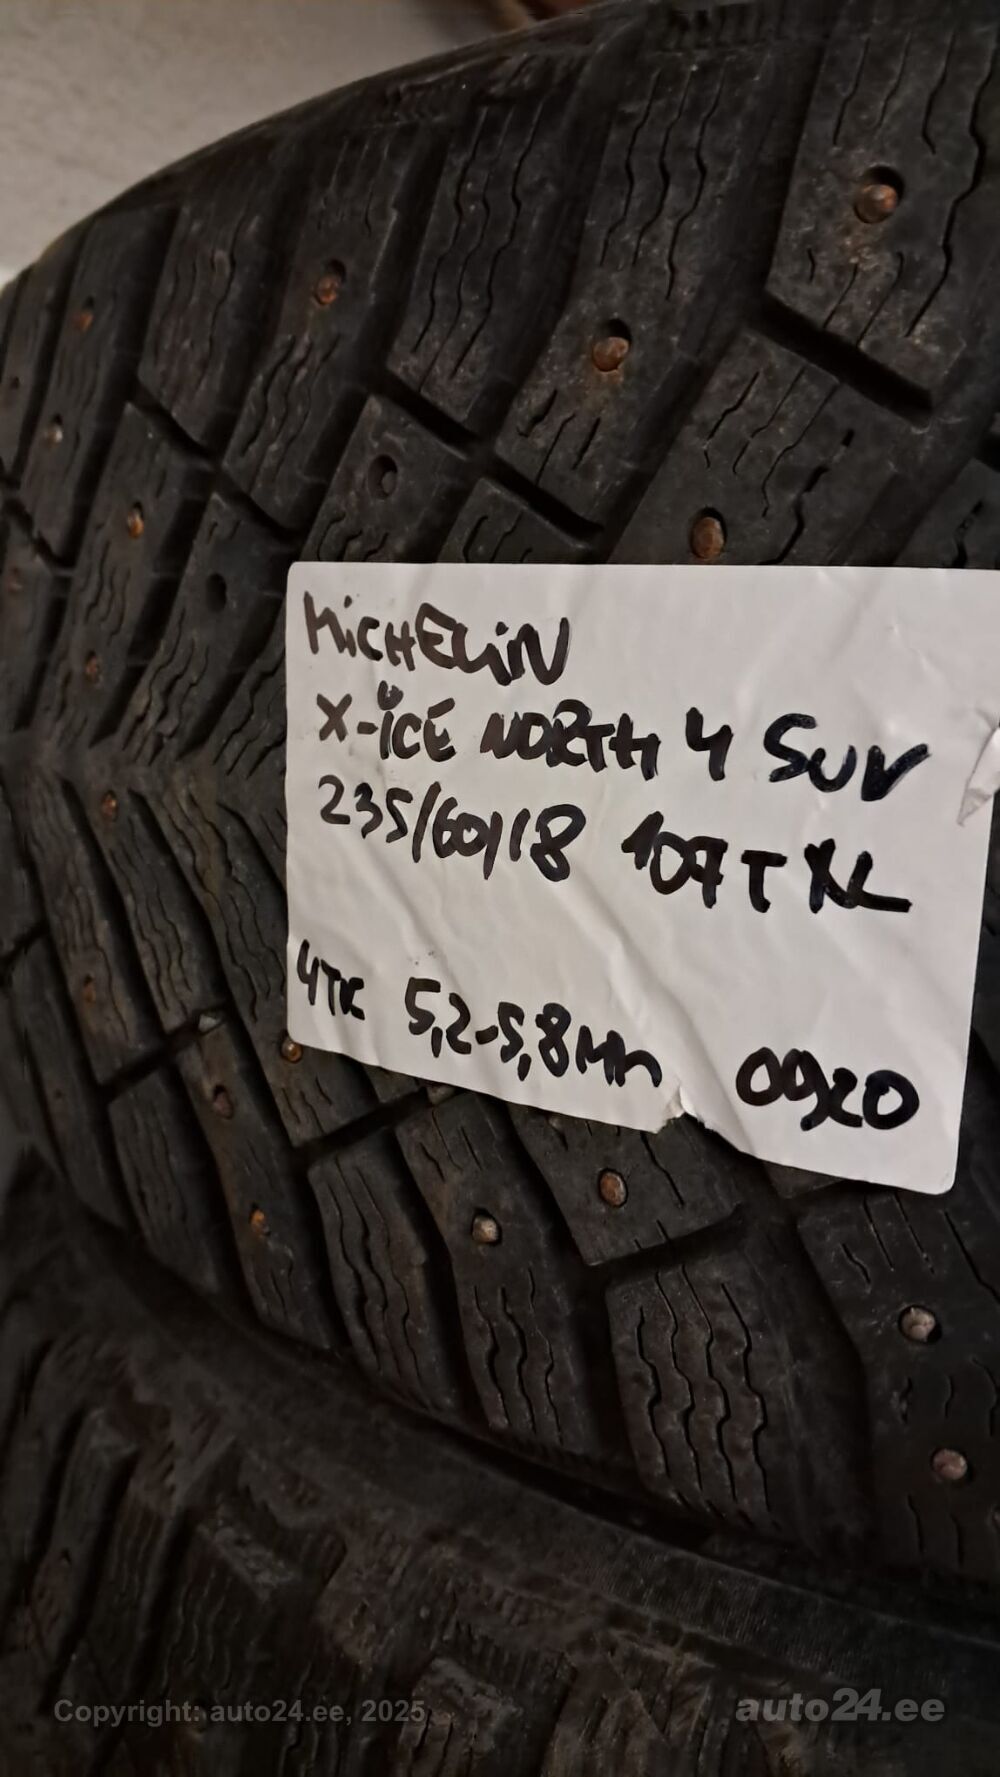 MiCHELiN
X-iCE NORTH 4 SUV
235/60/18 107T XL
4TK 5,2-5,8MM 0920
Copyright: auto24.ee, 2025
auto24.ee